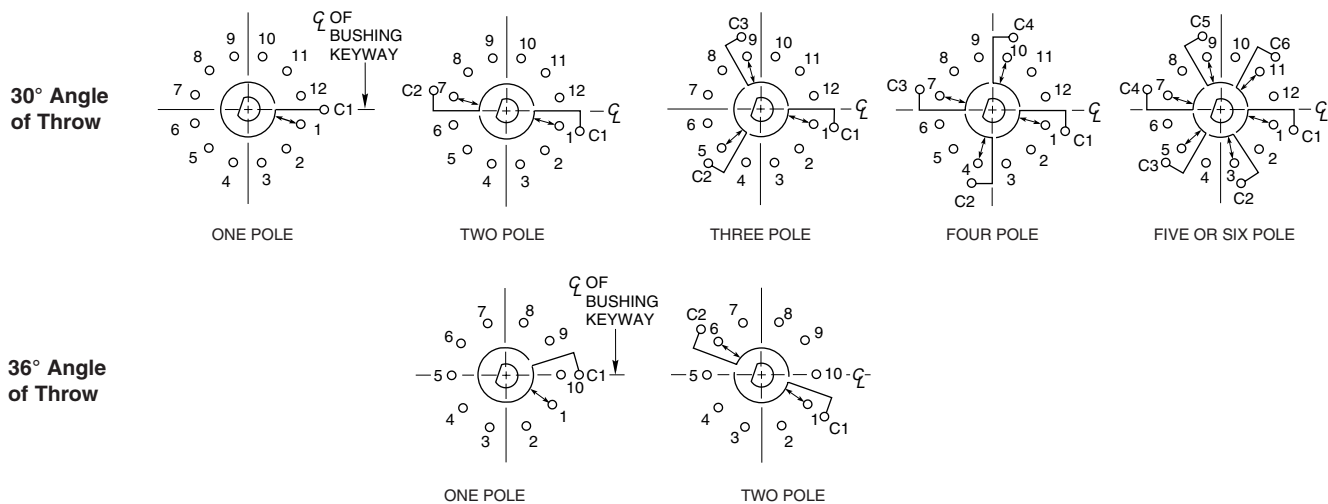 30° Angle
of Throw
℄ OF
BUSHING
KEYWAY
9 10
8 11
7 12
C1
6 1
5 2
4 3
ONE POLE
9 10
8 11
C2 7 12
℄
6 1 C1
5 2
4 3
TWO POLE
C3
9 10
8 11
7 12
℄
6 1 C1
5 2
C2 4 3
THREE POLE
C4
9 10
8 11
C3 7 12
℄
6 1 C1
5 2
4 3
C2
FOUR POLE
C5
9 10 C6
8 11
C4 7 12
℄
6 1 C1
5 2
C3 4 3
C2
FIVE OR SIX POLE
36° Angle
of Throw
℄ OF
BUSHING
KEYWAY
7 8
6 9
5 10 C1
4 1
3 2
ONE POLE
C2 7 8
6 9
5 10 ℄
4 1 C1
3 2
TWO POLE